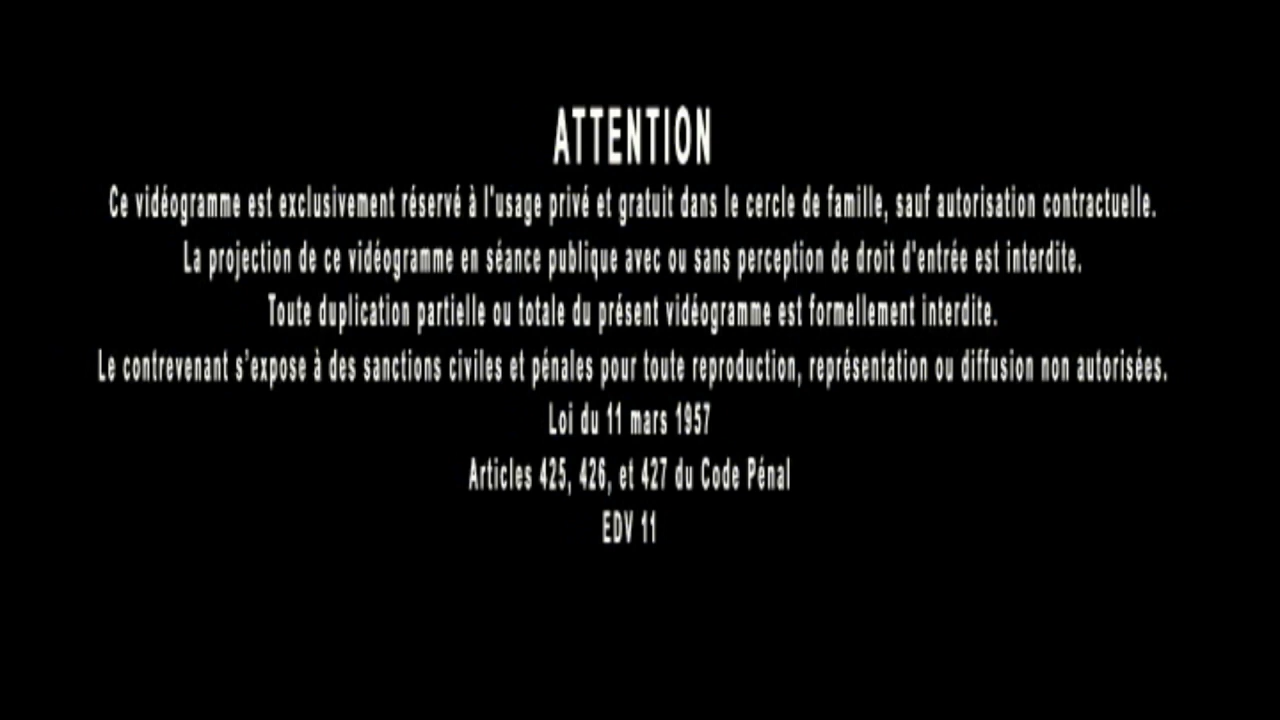 ATTENTION
Ce vidéogramme est exclusivement réservé à l'usage privé et gratuit dans le cercle de famille, sauf autorisation contractuelle.
La projection de ce vidéogramme en séance publique avec ou sans perception de droit d'entrée est interdite.
Toute duplication partielle ou totale du présent vidéogramme est formellement interdite.
Le contrevenant s'expose à des sanctions civiles et pénales pour toute reproduction, représentation ou diffusion non autorisées.
Loi du 11 mars 1957
Articles 425, 426, et 427 du Code Pénal
EDV 11